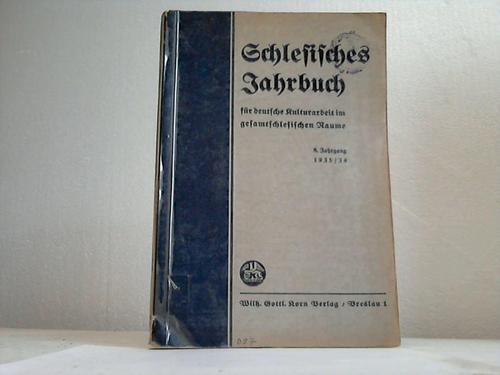 Schlesisches
Jahrbuch
für deutsche Kulturarbeit im
gesamtschlesischen Raume
8. Jahrgang
1935/36
Wilh. Gottl. Korn Verlag / Breslau 1